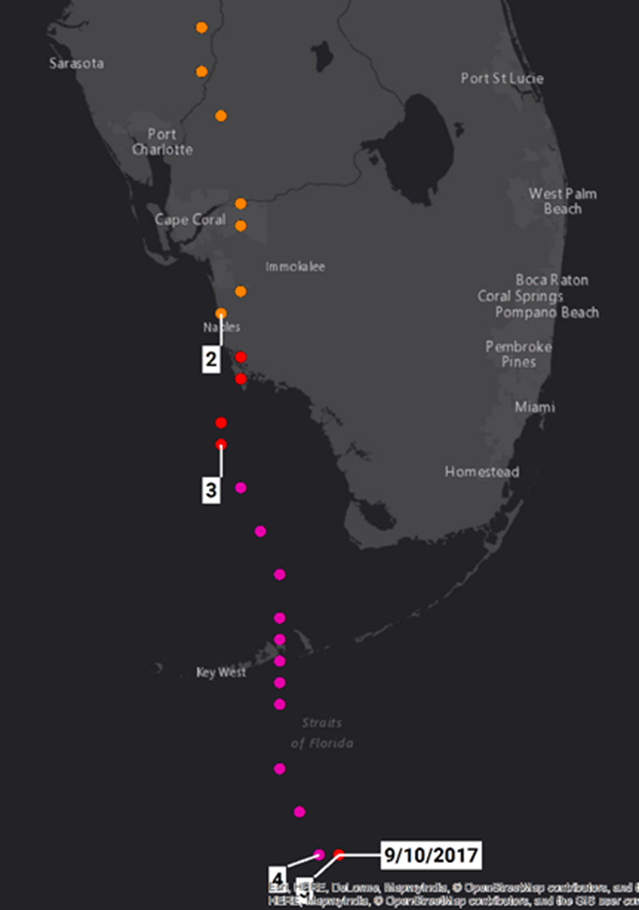 Sarasota
Port St Lucie
Port
Charlotte
West Palm
Beach
Cape Coral
Immokalee
Boca Raton
Coral Springs
Pompano Beach
Naples
2
Pembroke
Pines
Miami
Homestead
3
Key West
Straits
of Florida
9/10/2017
4
HERE, DeLorme, MapmyIndia, © OpenStreetMap contributors, and
HERE, MapmyIndia, © OpenStreetMap contributors, and the GIS user